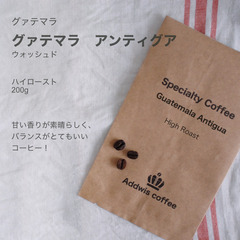 グァテマラ
グァテマラ　アンティグア
ウォッシュド
ハイロースト
200g
甘い香りが素晴らしく、
バランスがとてもいい
コーヒー！
Specialty Coffee
Guatemala Antigua
High Roast
Addwis coffee